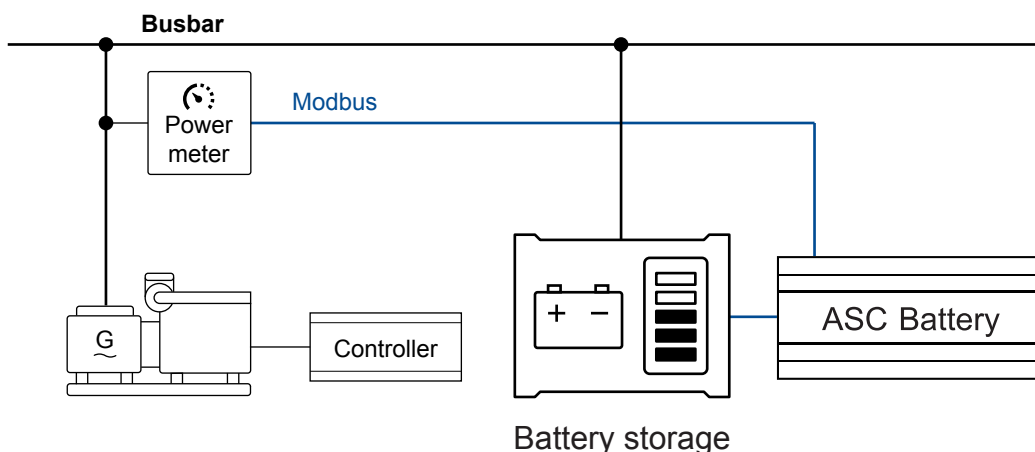 Busbar
Power
meter
Modbus
G
Controller
+ −
ASC Battery
Battery storage